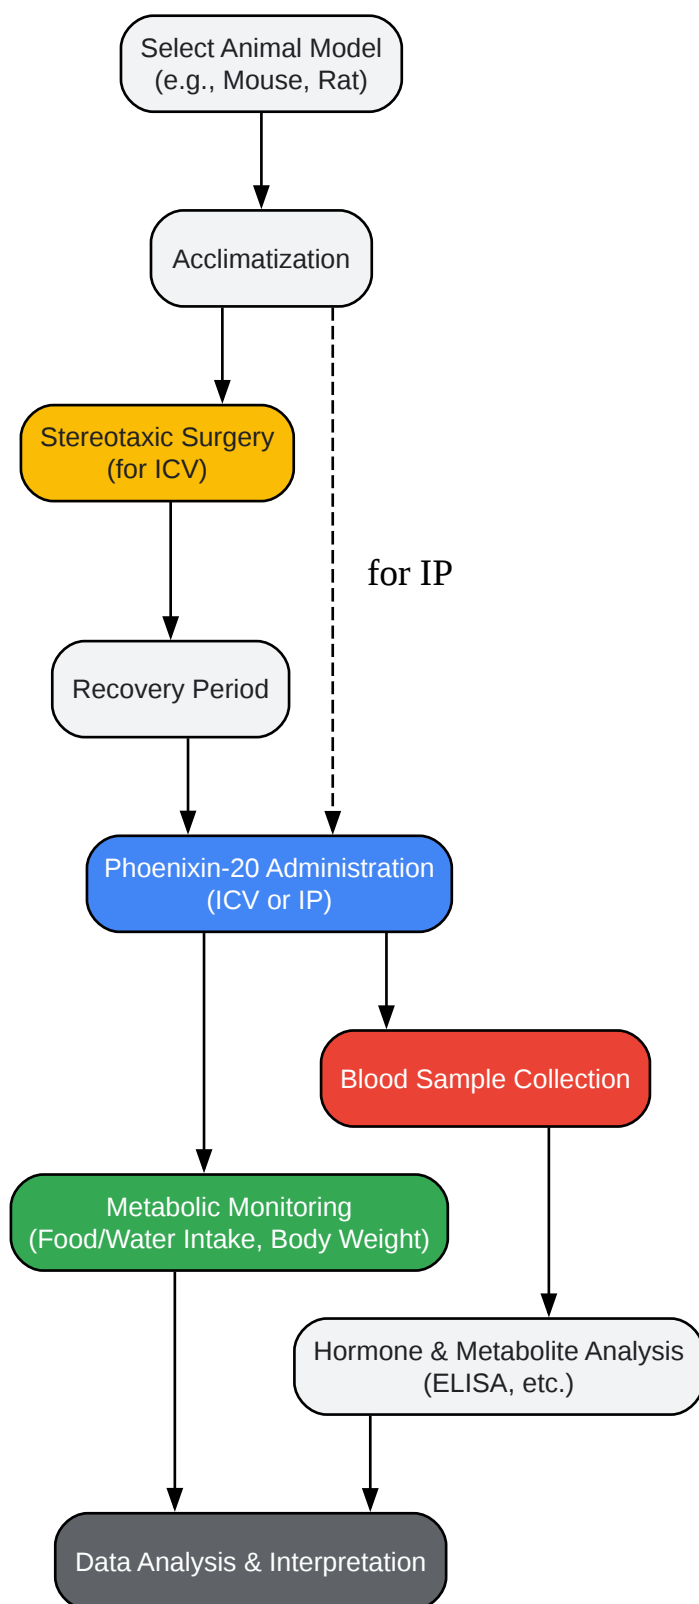 Select Animal Model
(e.g., Mouse, Rat)
Acclimatization
Stereotaxic Surgery
(for ICV)
for IP
Recovery Period
Phoenixin-20 Administration
(ICV or IP)
Blood Sample Collection
Metabolic Monitoring
(Food/Water Intake, Body Weight)
Hormone & Metabolite Analysis
(ELISA, etc.)
Data Analysis & Interpretation